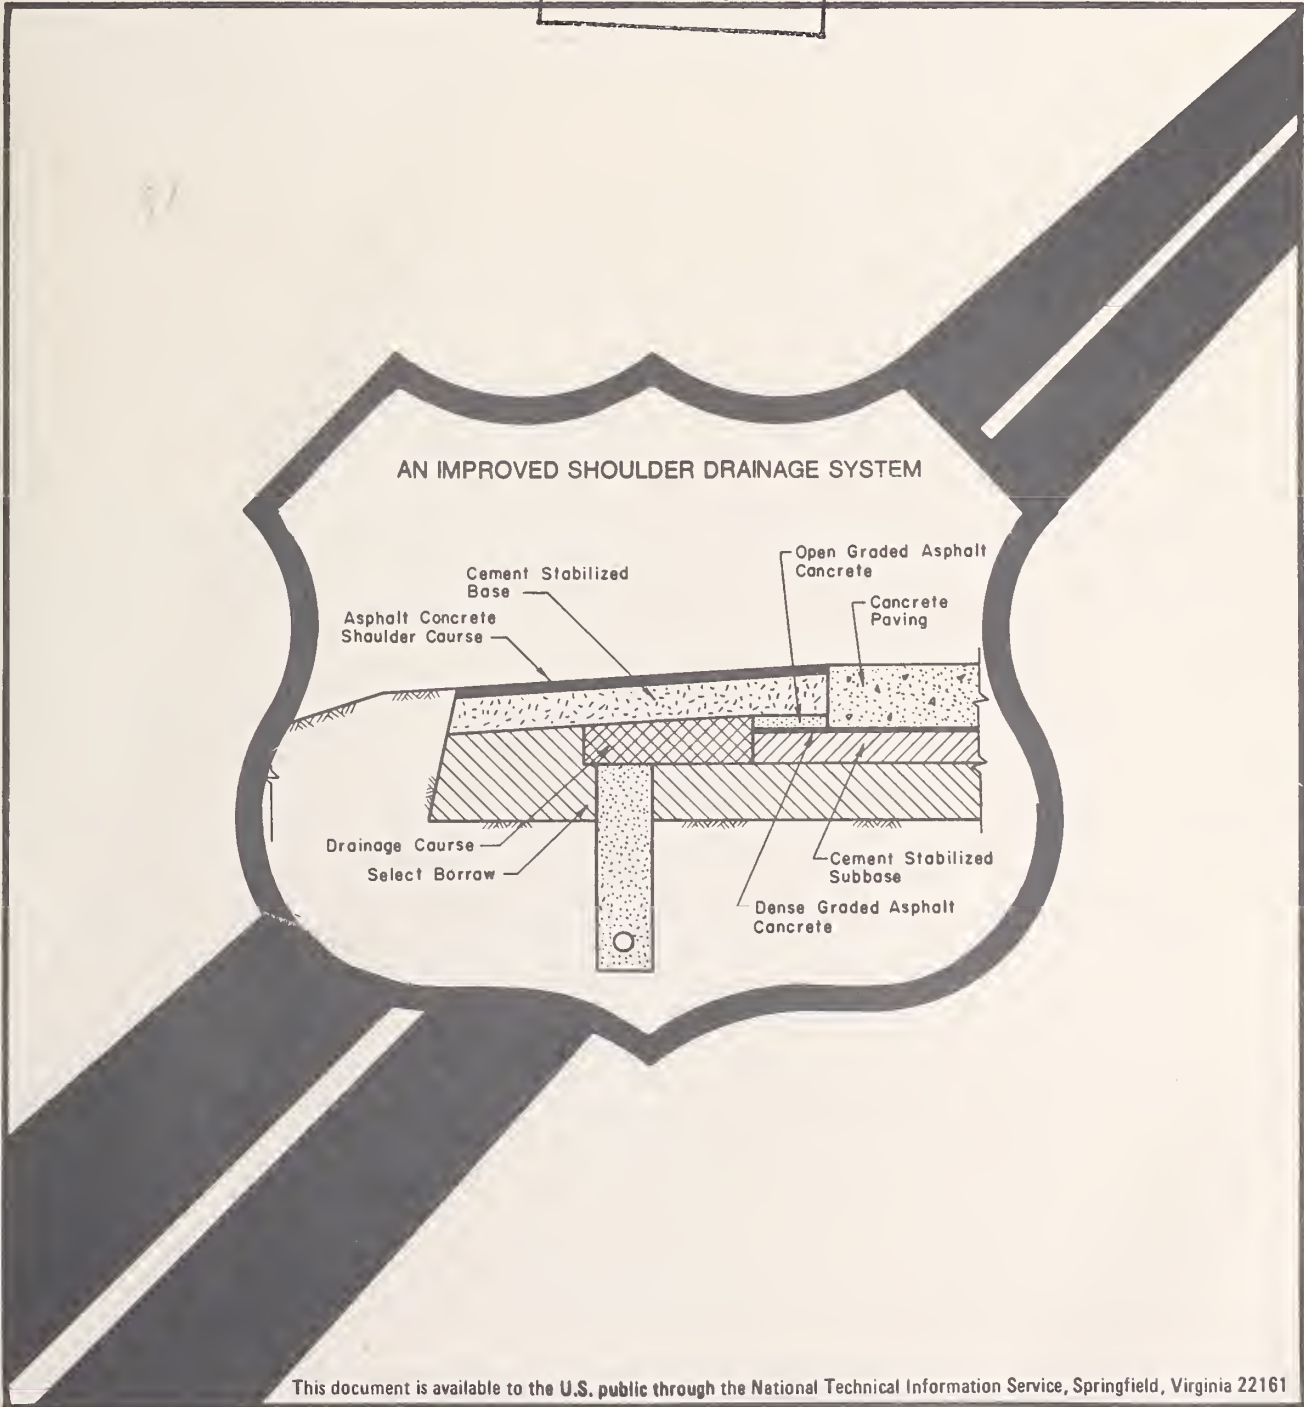 AN IMPROVED SHOULDER DRAINAGE SYSTEM
Open Graded Asphalt
Concrete
Cement Stabilized
Base
Concrete
Paving
Asphalt Concrete
Shoulder Course
Drainage Course
Select Borrow
Cement Stabilized
Subbase
Dense Graded Asphalt
Concrete
This document is available to the U.S. public through the National Technical Information Service, Springfield, Virginia 22161